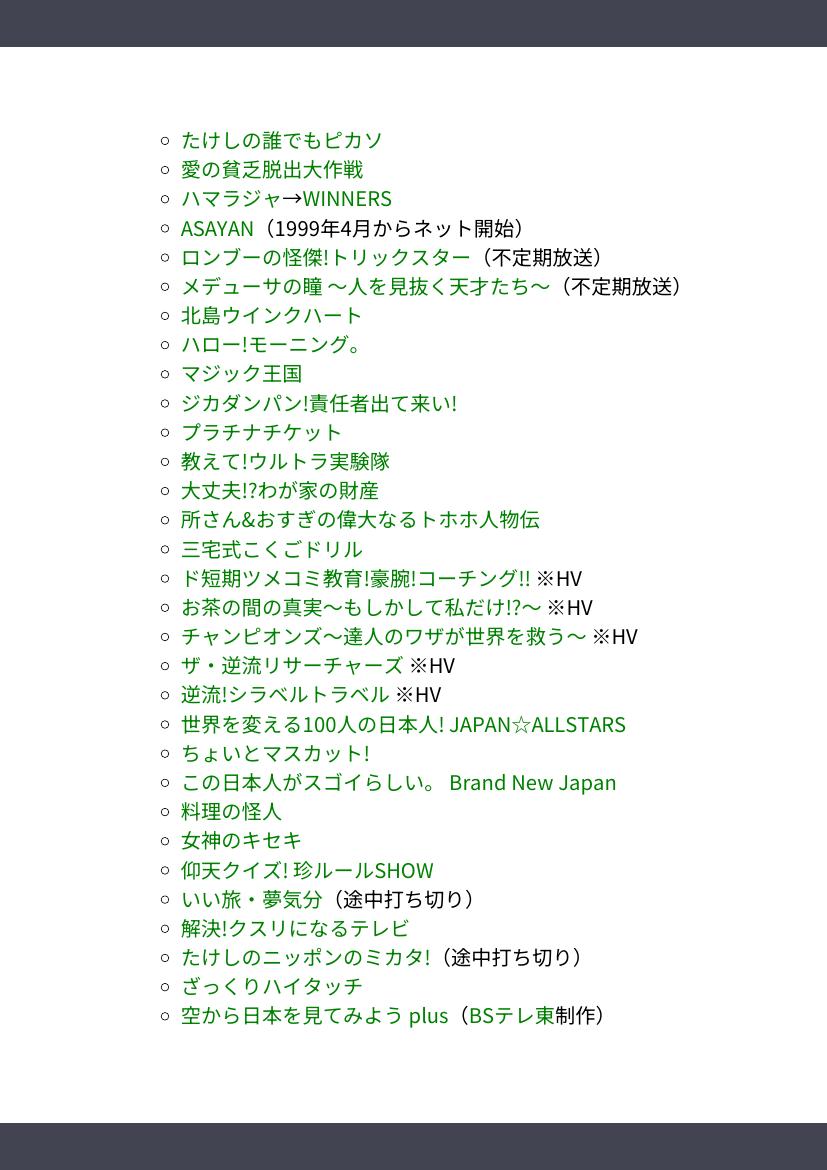 たけしの誰でもピカソ
愛の貧乏脱出大作戦
ハマラジャ→WINNERS
ASAYAN（1999年4月からネット開始）
ロンブーの怪傑!トリックスター（不定期放送）
メデューサの瞳 〜人を見抜く天才たち〜（不定期放送）
北島ウインクハート
ハロー!モーニング。
マジック王国
ジカダンパン!責任者出て来い!
プラチナチケット
教えて!ウルトラ実験隊
大丈夫!?わが家の財産
所さん&おすぎの偉大なるトホホ人物伝
三宅式こくごドリル
ド短期ツメコミ教育!豪腕!コーチング!! ※HV
お茶の間の真実〜もしかして私だけ!?〜 ※HV
チャンピオンズ〜達人のワザが世界を救う〜 ※HV
ザ・逆流リサーチャーズ ※HV
逆流!シラベルトラベル ※HV
世界を変える100人の日本人! JAPAN☆ALLSTARS
ちょいとマスカット!
この日本人がスゴイらしい。 Brand New Japan
料理の怪人
女神のキセキ
仰天クイズ! 珍ルールSHOW
いい旅・夢気分（途中打ち切り）
解決!クスリになるテレビ
たけしのニッポンのミカタ!（途中打ち切り）
ざっくりハイタッチ
空から日本を見てみよう plus（BSテレ東制作）